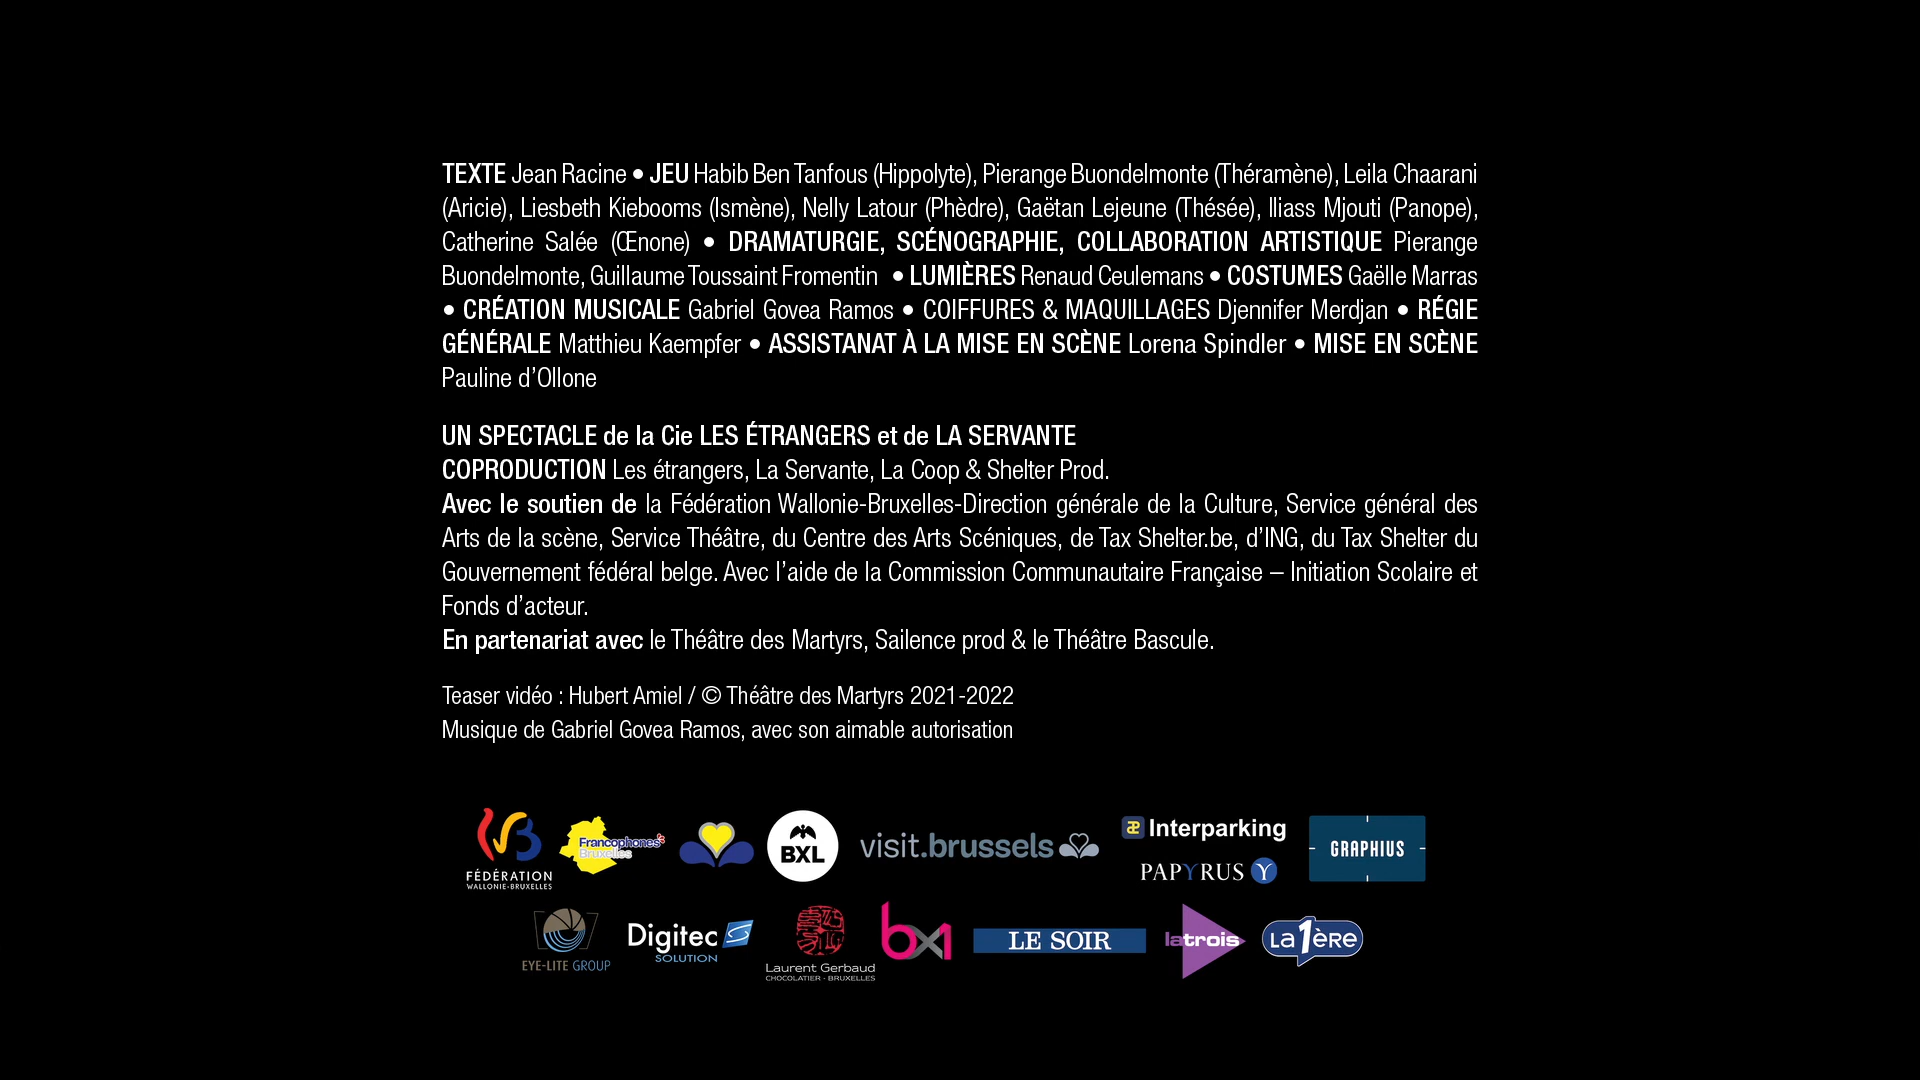 TEXTE Jean Racine • JEU Habib Ben Tanfous (Hippolyte), Pierange Buondelmonte (Théramène), Leila Chaarani
(Aricie), Liesbeth Kiebooms (Ismène), Nelly Latour (Phèdre), Gaëtan Lejeune (Thésée), Iliass Mjouti (Panope),
Catherine Salée (Œnone) • DRAMATURGIE, SCÉNOGRAPHIE, COLLABORATION ARTISTIQUE Pierange
Buondelmonte, Guillaume Toussaint Fromentin • LUMIÈRES Renaud Ceulemans • COSTUMES Gaëlle Marras
• CRÉATION MUSICALE Gabriel Govea Ramos • COIFFURES & MAQUILLAGES Djennifer Merdjan • RÉGIE
GÉNÉRALE Matthieu Kaempfer • ASSISTANAT À LA MISE EN SCÈNE Lorena Spindler • MISE EN SCÈNE
Pauline d’Ollone
UN SPECTACLE de la Cie LES ÉTRANGERS et de LA SERVANTE
COPRODUCTION Les étrangers, La Servante, La Coop & Shelter Prod.
Avec le soutien de la Fédération Wallonie-Bruxelles-Direction générale de la Culture, Service général des
Arts de la scène, Service Théâtre, du Centre des Arts Scéniques, de Tax Shelter.be, d’ING, du Tax Shelter du
Gouvernement fédéral belge. Avec l’aide de la Commission Communautaire Française – Initiation Scolaire et
Fonds d’acteur.
En partenariat avec le Théâtre des Martyrs, Sailence prod & le Théâtre Bascule.
Teaser vidéo : Hubert Amiel / © Théâtre des Martyrs 2021-2022
Musique de Gabriel Govea Ramos, avec son aimable autorisation
FÉDÉRATION
WALLONIE-BRUXELLES
Francophones
Bruxelles
BXL
visit.brussels
Interparking
PAPYRUS
GRAPHIUS
EYE-LITE GROUP
Digitec
SOLUTION
Laurent Gerbaud
CHOCOLATIER - BRUXELLES
bx1
LE SOIR
latrois
LA 1ÈRE